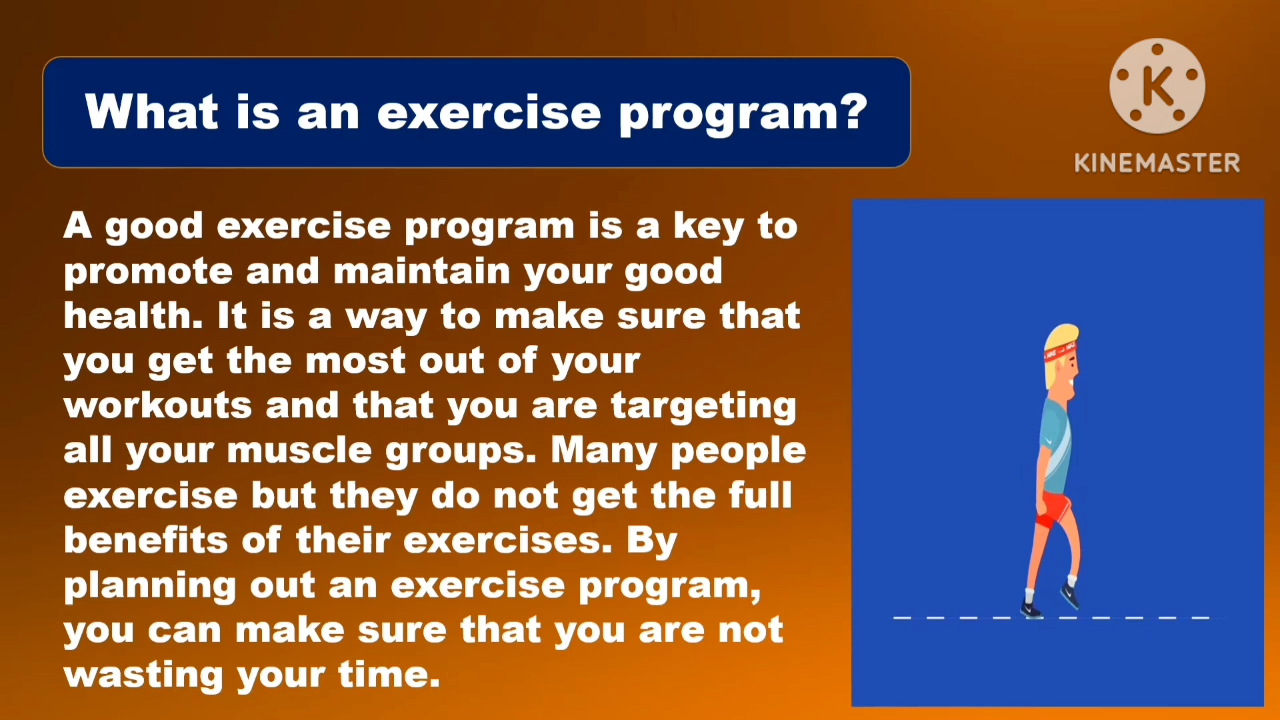 What is an exercise program?
K
KINEMASTER
A good exercise program is a key to
promote and maintain your good
health. It is a way to make sure that
you get the most out of your
workouts and that you are targeting
all your muscle groups. Many people
exercise but they do not get the full
benefits of their exercises. By
planning out an exercise program,
you can make sure that you are not
wasting your time.